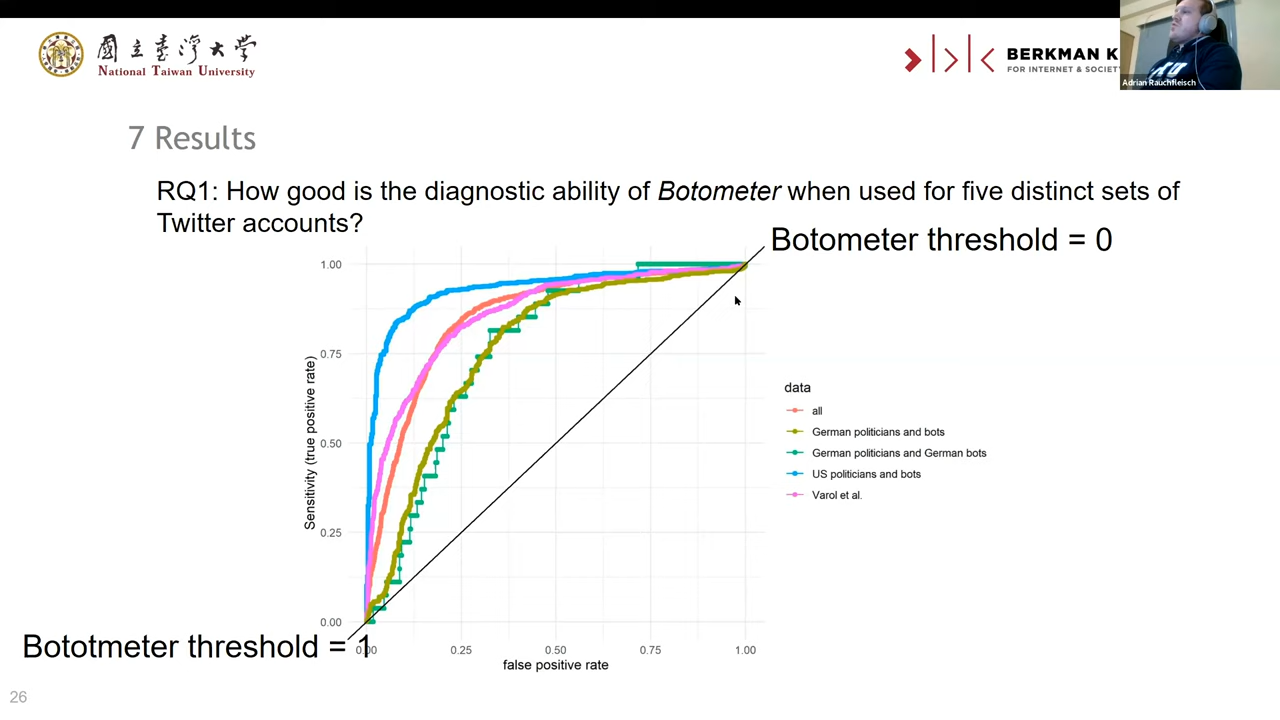 國立臺灣大學
National Taiwan University
BERKMAN K
FOR INTERNET & SOCIETY
Adrian Rauchfleisch
7 Results
RQ1: How good is the diagnostic ability of Botometer when used for five distinct sets of
Twitter accounts?
Botometer threshold = 0
1.00
0.75
0.50
0.25
0.00
Sensitivity (true positive rate)
data
all
German politicians and bots
German politicians and German bots
US politicians and bots
Varol et al.
Bototmeter threshold = 1
0.00
0.25
0.50
0.75
1.00
false positive rate
26